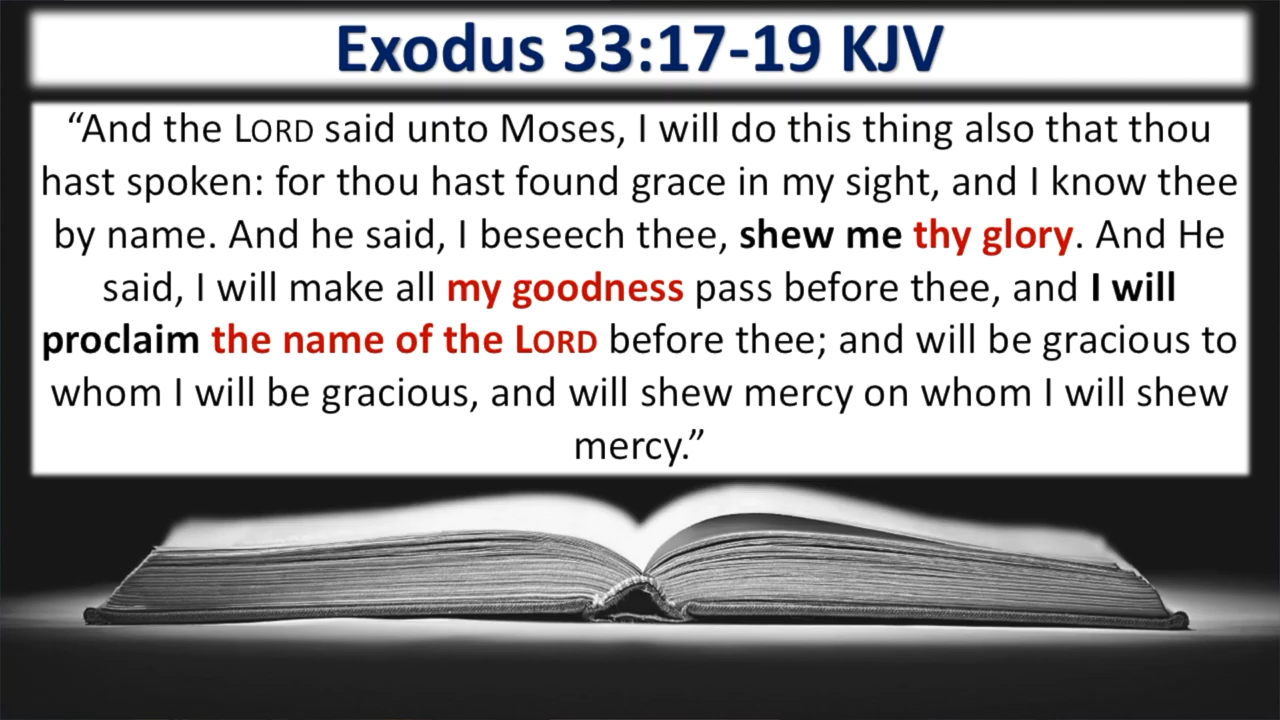 Exodus 33:17-19 KJV
“And the LORD said unto Moses, I will do this thing also that thou
hast spoken: for thou hast found grace in my sight, and I know thee
by name. And he said, I beseech thee, shew me thy glory. And He
said, I will make all my goodness pass before thee, and I will
proclaim the name of the LORD before thee; and will be gracious to
whom I will be gracious, and will shew mercy on whom I will shew
mercy.”